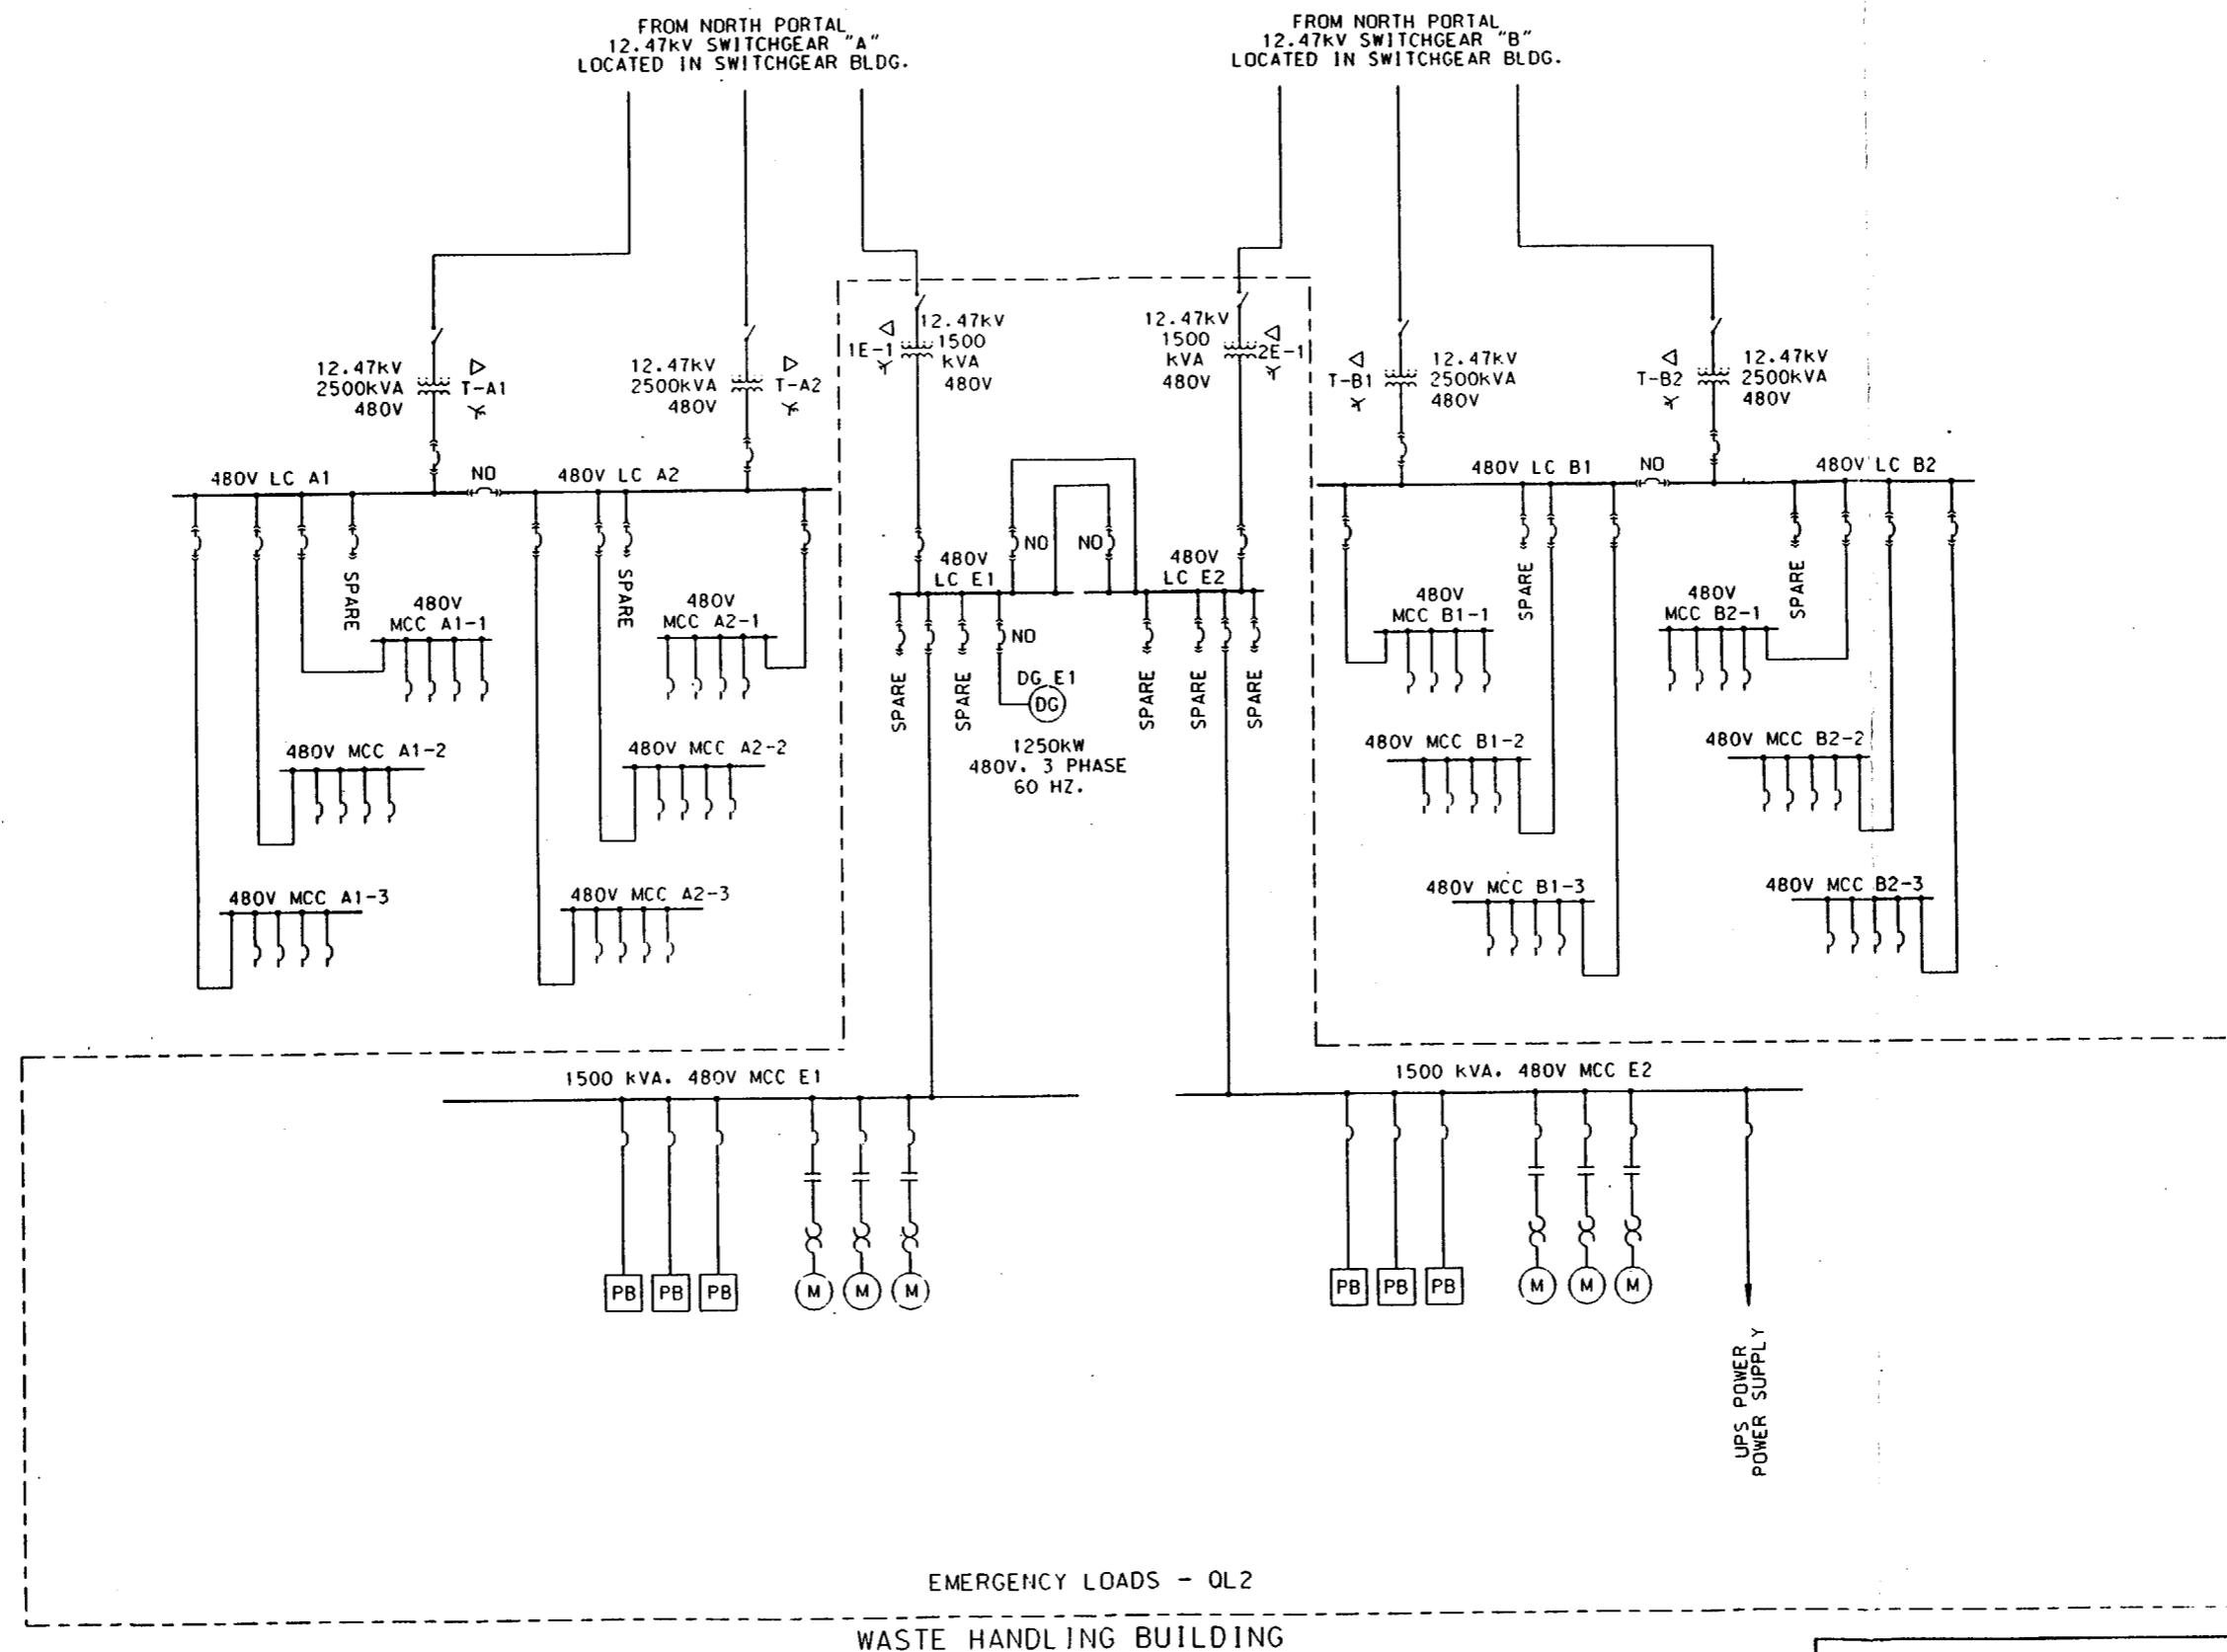 FROM NORTH PORTAL
12.47kV SWITCHGEAR "A"
LOCATED IN SWITCHGEAR BLDG.
FROM NORTH PORTAL
12.47kV SWITCHGEAR "B"
LOCATED IN SWITCHGEAR BLDG.
12.47kV
2500kVA
480V
T-A1
12.47kV
2500kVA
480V
T-A2
1E-1
12.47kV
1500
kVA
480V
12.47kV
1500
kVA
480V
2E-1
T-B1
12.47kV
2500kVA
480V
T-B2
12.47kV
2500kVA
480V
480V LC A1
NO
480V LC A2
480V LC B1
NO
480V LC B2
480V
LC E1
NO
NO
480V
LC E2
SPARE
SPARE
SPARE
SPARE
480V
MCC A1-1
480V
MCC A2-1
480V
MCC B1-1
480V
MCC B2-1
NO
SPARE
SPARE
DG E1
DG
1250kW
480V. 3 PHASE
60 HZ.
SPARE
SPARE
SPARE
480V MCC A1-2
480V MCC A2-2
480V MCC B1-2
480V MCC B2-2
480V MCC A1-3
480V MCC A2-3
480V MCC B1-3
480V MCC B2-3
1500 kVA. 480V MCC E1
1500 kVA. 480V MCC E2
PB PB PB M M M
PB PB PB M M M
UPS POWER
POWER SUPPLY
EMERGENCY LOADS - QL2
WASTE HANDLING BUILDING